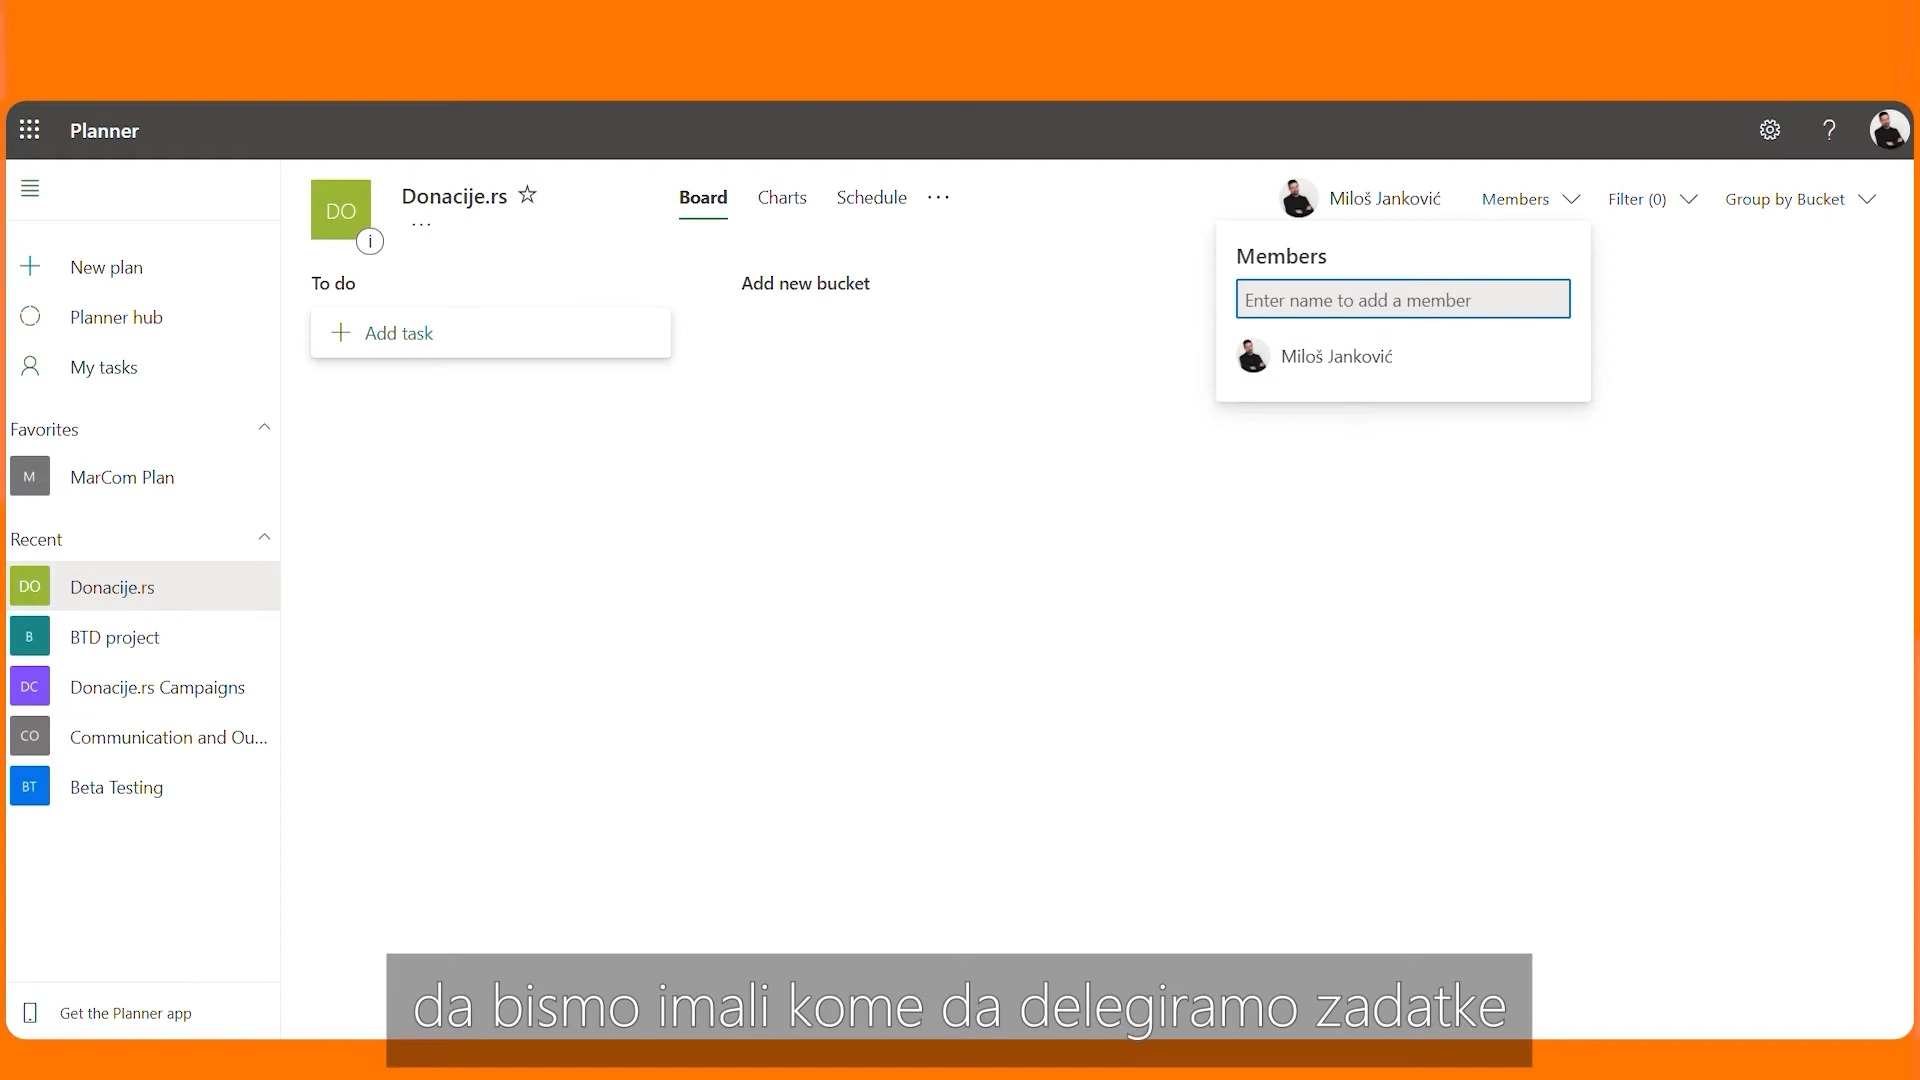 Planner
?
DO
i
Donacije.rs
...
Board
Charts
Schedule
...
Miloš Janković
Members
Filter (0)
Group by Bucket
New plan
Planner hub
My tasks
Favorites
M
MarCom Plan
Recent
DO
Donacije.rs
B
BTD project
DC
Donacije.rs Campaigns
CO
Communication and Ou...
BT
Beta Testing
Get the Planner app
To do
Add task
Add new bucket
Members
Enter name to add a member
Miloš Janković
da bismo imali kome da delegiramo zadatke